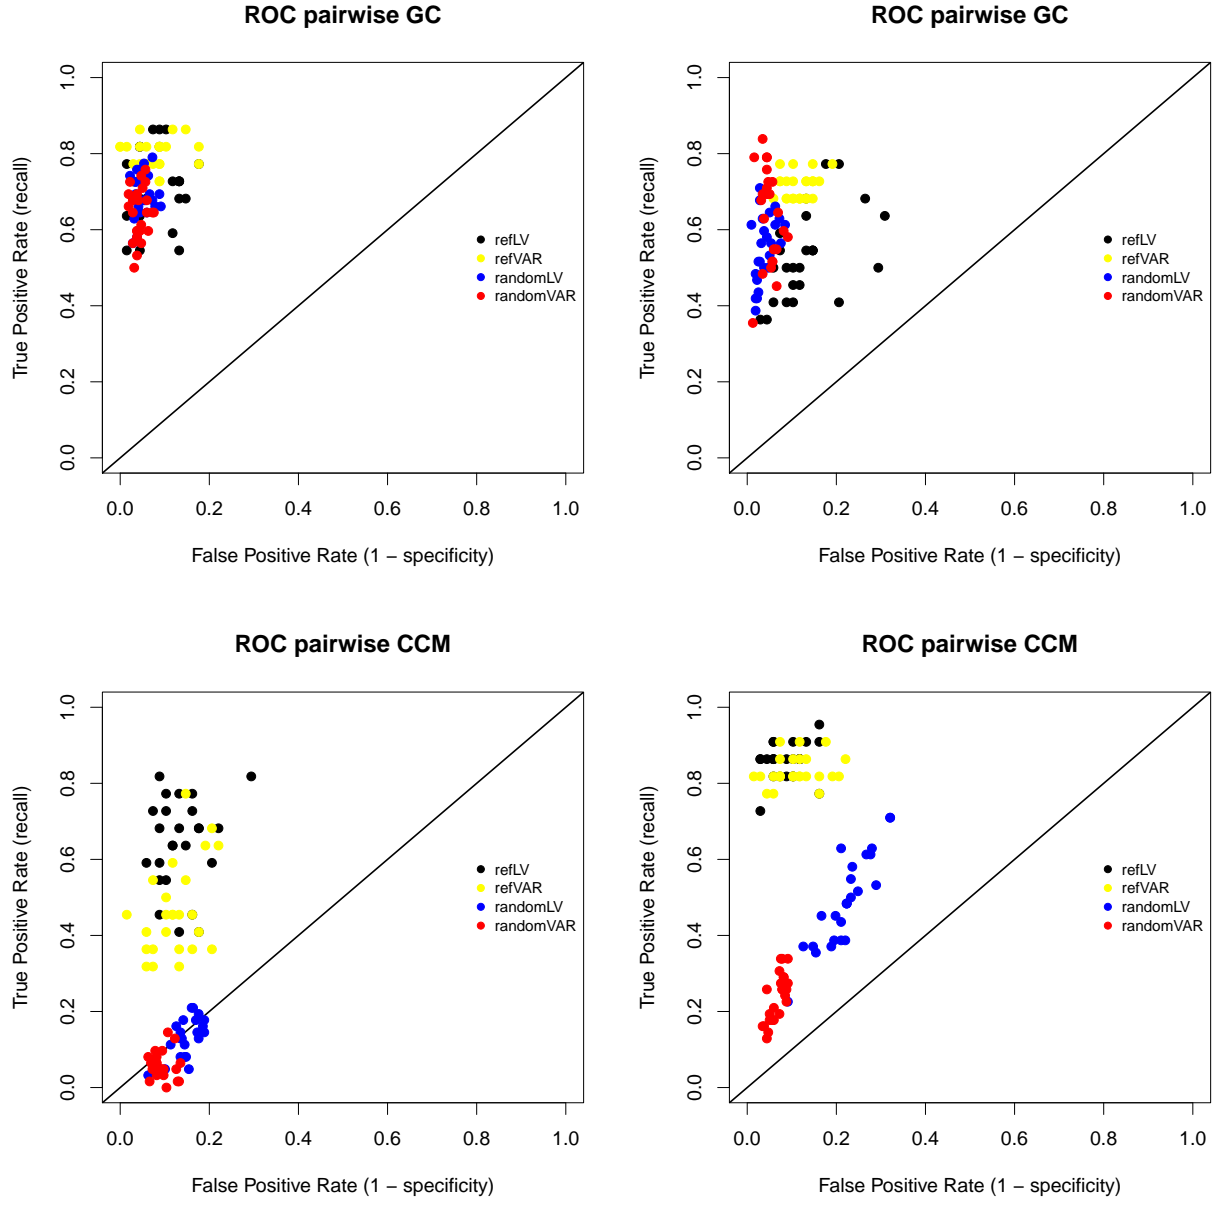 ROC pairwise GC
True Positive Rate (recall)
1.0
0.8
0.6
0.4
0.2
0.0
refLV
refVAR
randomLV
randomVAR
0.0 0.2 0.4 0.6 0.8 1.0
False Positive Rate (1 − specificity)
ROC pairwise GC
True Positive Rate (recall)
1.0
0.8
0.6
0.4
0.2
0.0
refLV
refVAR
randomLV
randomVAR
0.0 0.2 0.4 0.6 0.8 1.0
False Positive Rate (1 − specificity)
ROC pairwise CCM
True Positive Rate (recall)
1.0
0.8
0.6
0.4
0.2
0.0
refLV
refVAR
randomLV
randomVAR
0.0 0.2 0.4 0.6 0.8 1.0
False Positive Rate (1 − specificity)
ROC pairwise CCM
True Positive Rate (recall)
1.0
0.8
0.6
0.4
0.2
0.0
refLV
refVAR
randomLV
randomVAR
0.0 0.2 0.4 0.6 0.8 1.0
False Positive Rate (1 − specificity)